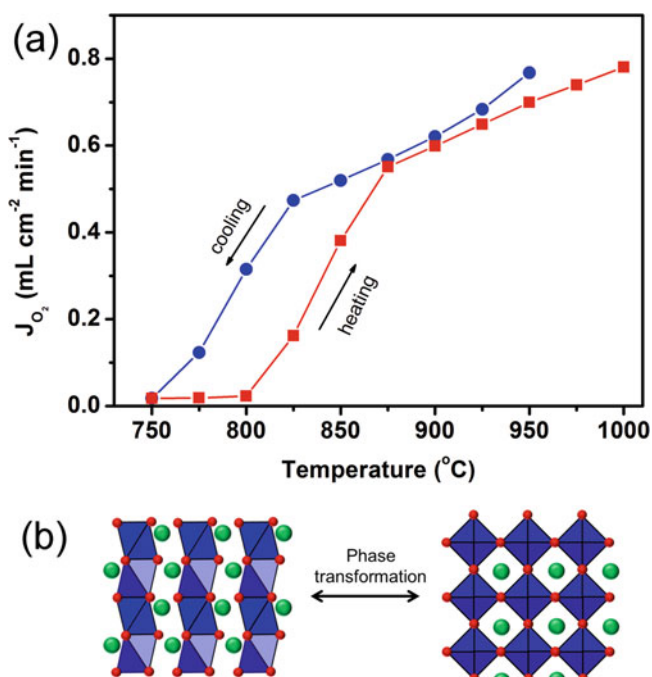 (a)
0.8
0.6
0.4
0.2
0.0
J_O₂ (mL cm⁻² min⁻¹)
cooling
heating
750 800 850 900 950 1000
Temperature (°C)
(b)
Phase
transformation